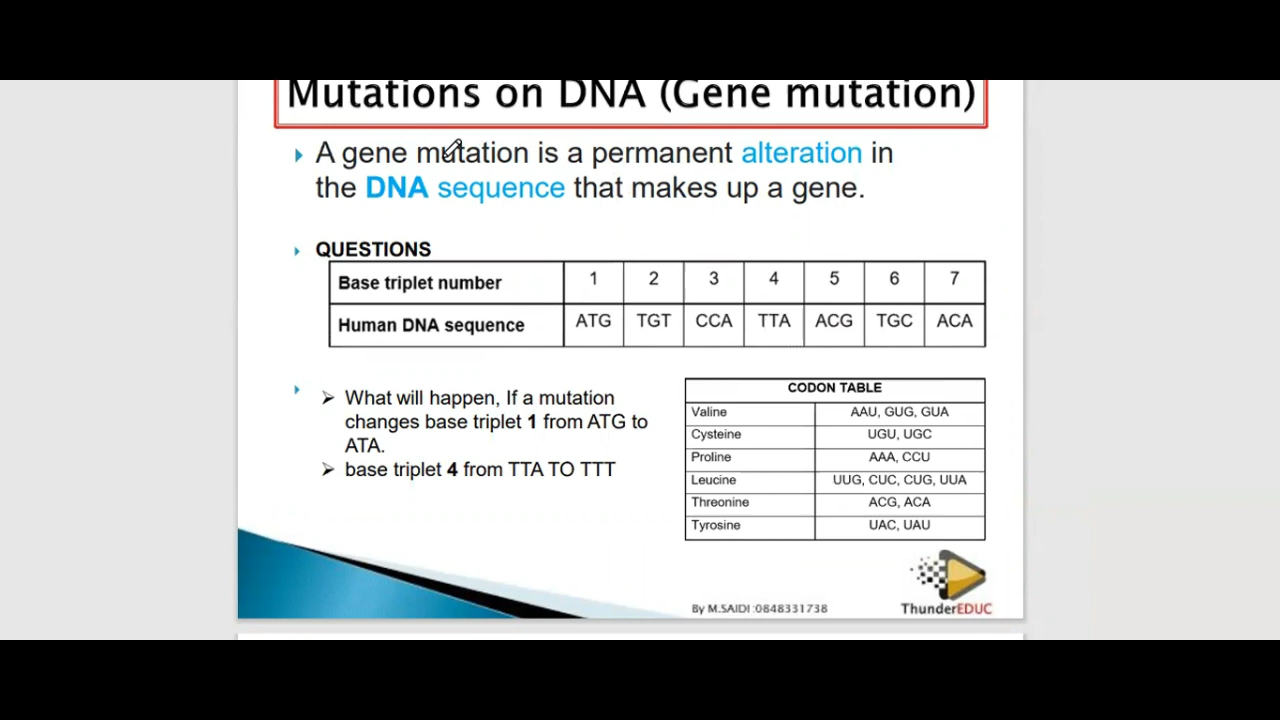 Mutations on DNA (Gene mutation)
A gene mutation is a permanent alteration in
the DNA sequence that makes up a gene.
QUESTIONS
Base triplet number 1 2 3 4 5 6 7
Human DNA sequence ATG TGT CCA TTA ACG TGC ACA
What will happen, If a mutation
changes base triplet 1 from ATG to
ATA.
base triplet 4 from TTA TO TTT
CODON TABLE
Valine AAU, GUG, GUA
Cysteine UGU, UGC
Proline AAA, CCU
Leucine UUG, CUC, CUG, UUA
Threonine ACG, ACA
Tyrosine UAC, UAU
By M.SAIDI :0848331738
ThunderEDUC